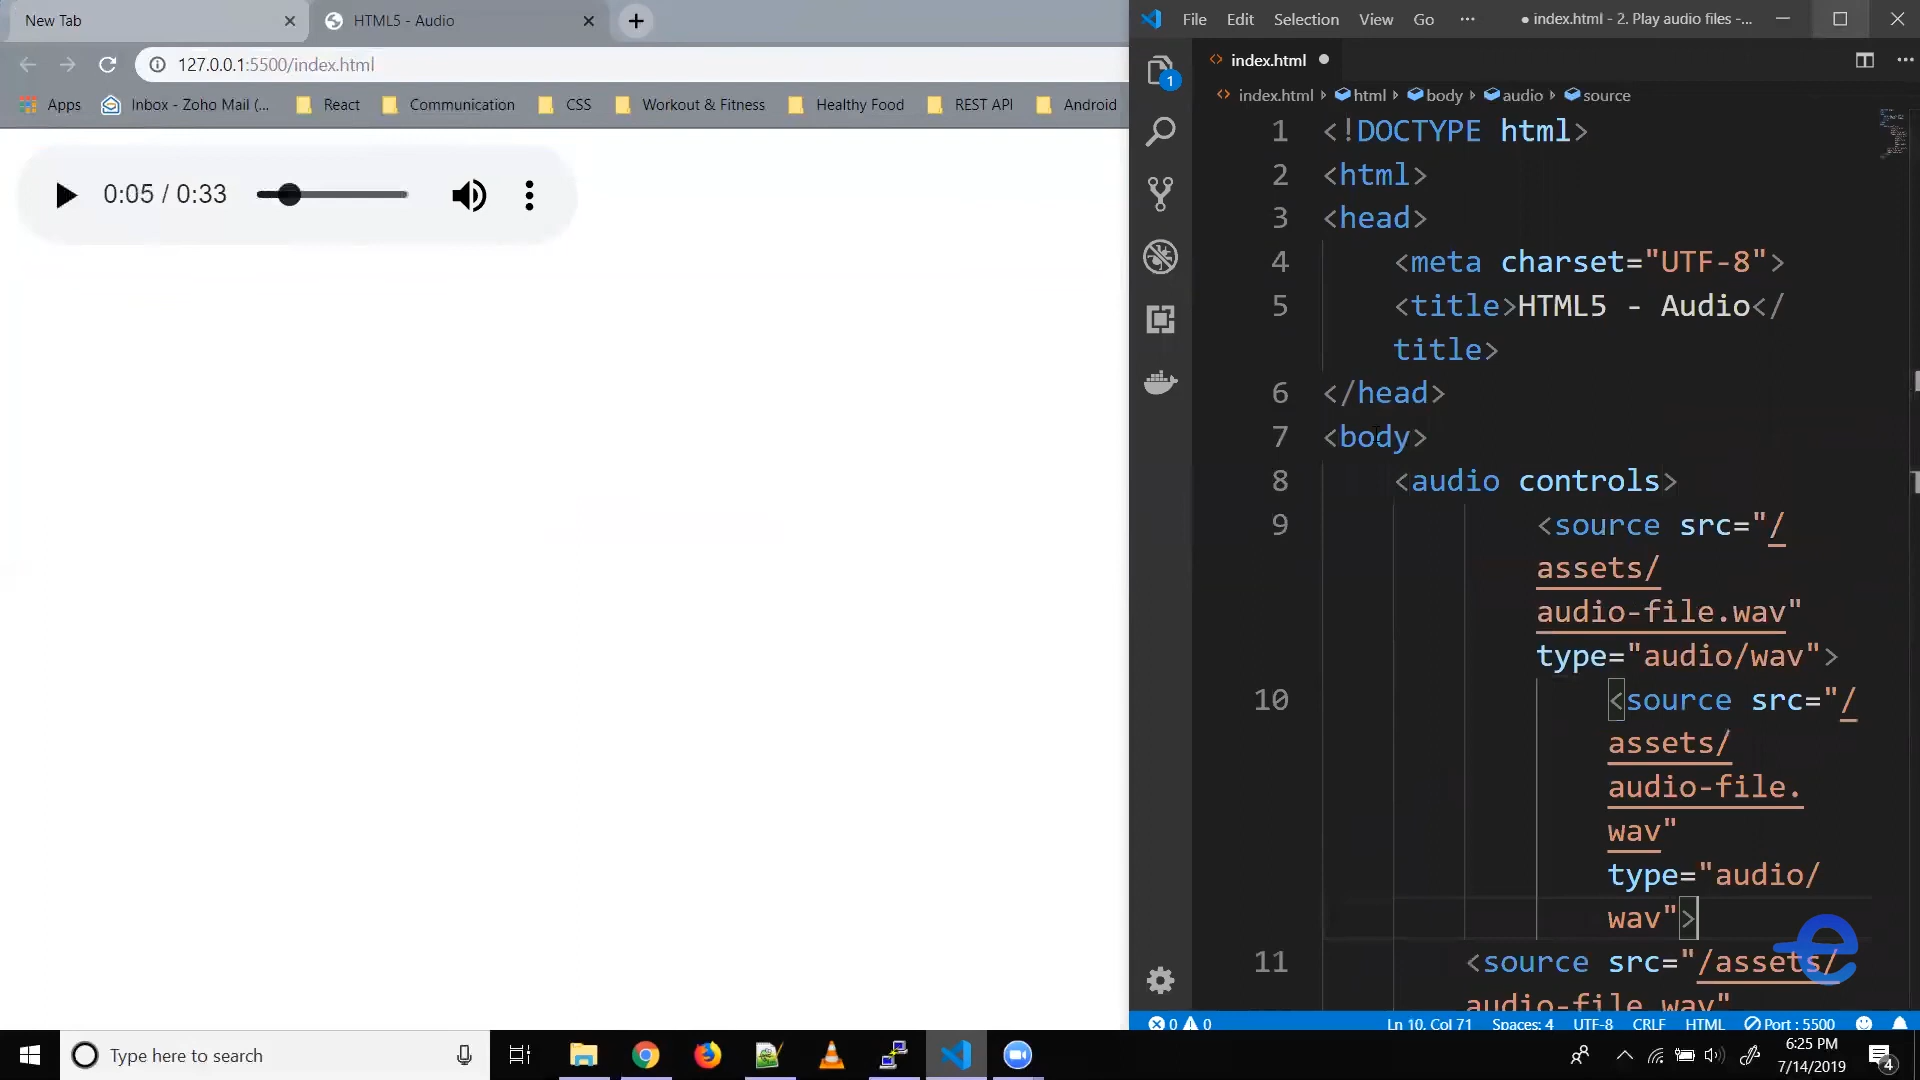 New Tab
HTML5 - Audio
127.0.0.1:5500/index.html
Apps Inbox - Zoho Mail (... React Communication CSS Workout & Fitness Healthy Food REST API Android
0:05 / 0:33
File Edit Selection View Go ··· ● index.html - 2. Play audio files -...
index.html
1
index.html › html › body › audio › source
1 <!DOCTYPE html>
2 <html>
3 <head>
4 <meta charset="UTF-8">
5 <title>HTML5 - Audio</
title>
6 </head>
7 <body>
8 <audio controls>
9 <source src="/
assets/
audio-file.wav"
type="audio/wav">
10 <source src="/
assets/
audio-file.
wav"
type="audio/
wav">
11 <source src="/assets/
audio-file.wav"
0 0 Ln 10, Col 71 Spaces: 4 UTF-8 CRLF HTML Port : 5500
Type here to search
6:25 PM
7/14/2019
4